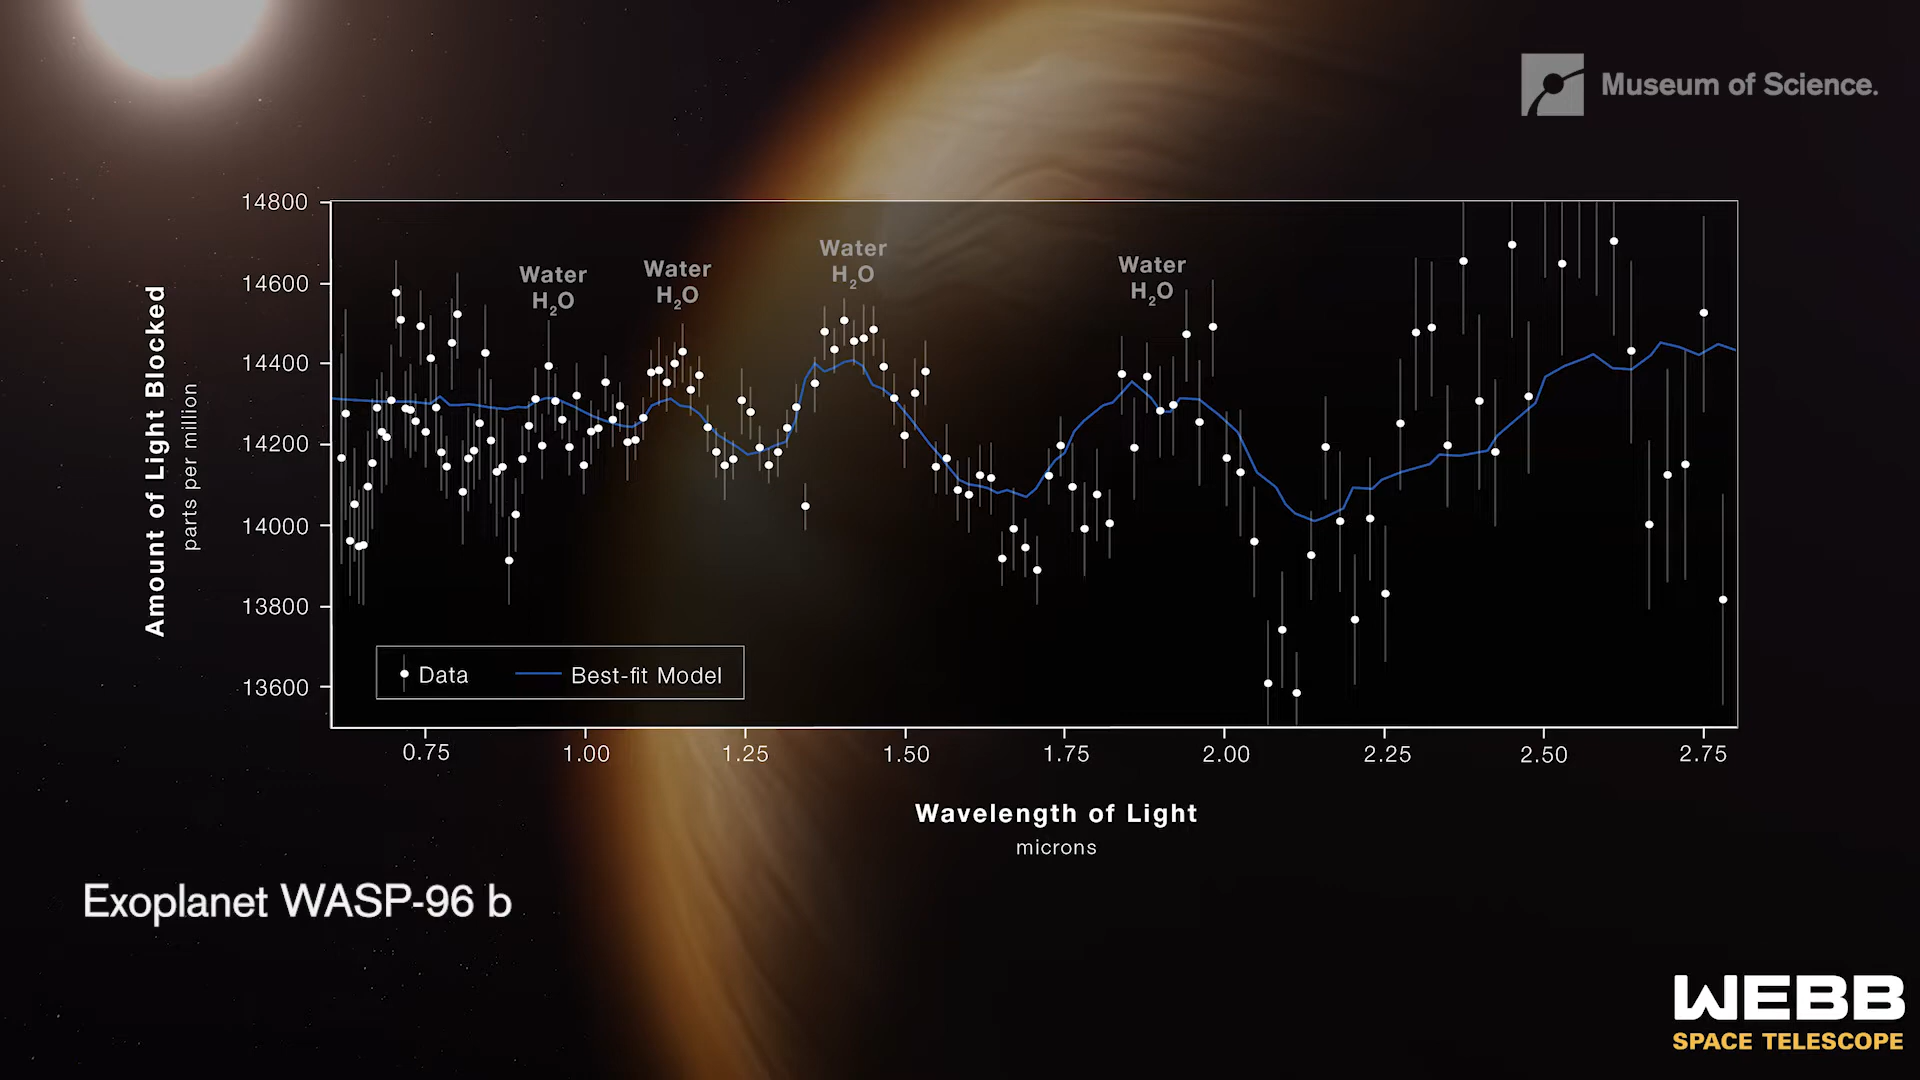 Museum of Science.
14800
14600
14400
14200
14000
13800
13600
Amount of Light Blocked
parts per million
Water
H₂O
Water
H₂O
Water
H₂O
Water
H₂O
Data
Best-fit Model
0.75
1.00
1.25
1.50
1.75
2.00
2.25
2.50
2.75
Wavelength of Light
microns
Exoplanet WASP-96 b
WEBB
SPACE TELESCOPE